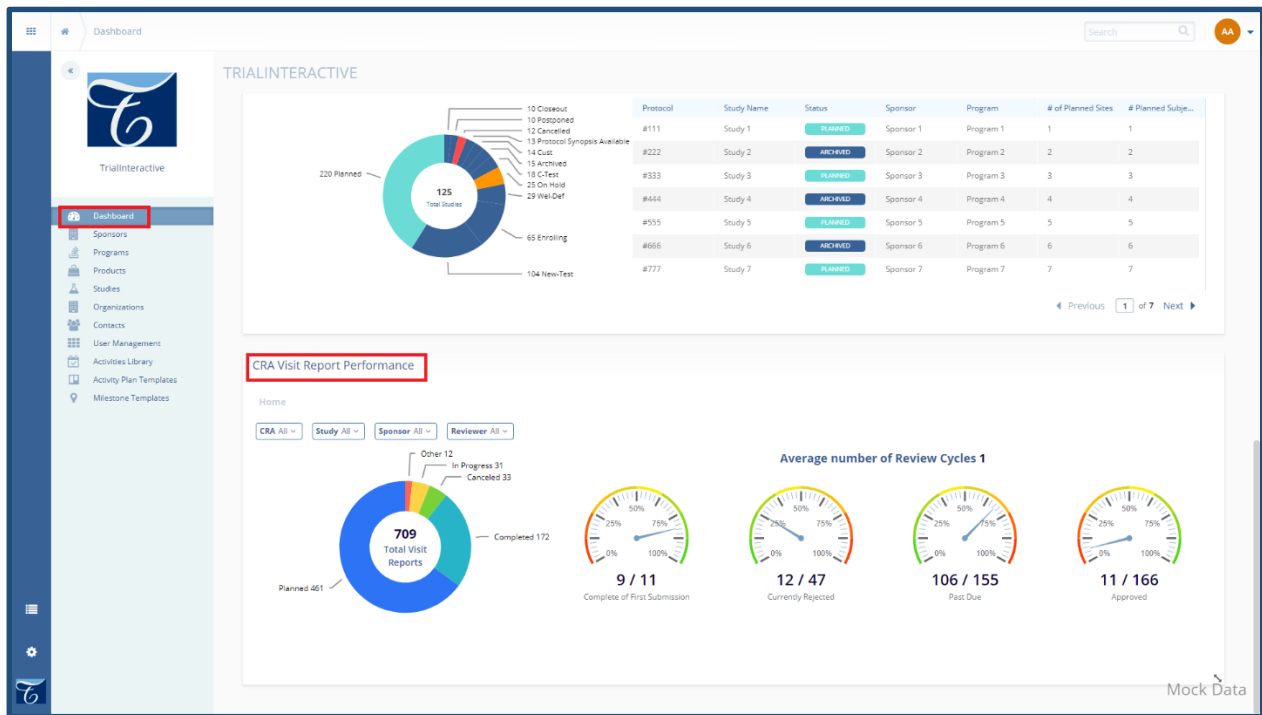 Dashboard
Search
AA
TrialInteractive
Dashboard
Sponsors
Programs
Products
Studies
Organizations
Contacts
User Management
Activities Library
Activity Plan Templates
Milestone Templates
TRIALINTERACTIVE
10 Closeout
10 Postponed
12 Cancelled
13 Protocol Synopsis Available
14 Cust
15 Archived
18 C-Test
25 On Hold
29 Wel-Def
65 Enrolling
104 New-Test
220 Planned
125
Total Studies
Protocol Study Name Status Sponsor Program # of Planned Sites # Planned Subje...
#111 Study 1 PLANNED Sponsor 1 Program 1 1 1
#222 Study 2 ARCHIVED Sponsor 2 Program 2 2 2
#333 Study 3 PLANNED Sponsor 3 Program 3 3 3
#444 Study 4 ARCHIVED Sponsor 4 Program 4 4 4
#555 Study 5 PLANNED Sponsor 5 Program 5 5 5
#666 Study 6 ARCHIVED Sponsor 6 Program 6 6 6
#777 Study 7 PLANNED Sponsor 7 Program 7 7 7
Previous 1 of 7 Next
CRA Visit Report Performance
Home
CRA All Study All Sponsor All Reviewer All
Other 12
In Progress 31
Canceled 33
Completed 172
Planned 461
709
Total Visit
Reports
Average number of Review Cycles 1
0% 25% 50% 75% 100%
9 / 11
Complete of First Submission
0% 25% 50% 75% 100%
12 / 47
Currently Rejected
0% 25% 50% 75% 100%
106 / 155
Past Due
0% 25% 50% 75% 100%
11 / 166
Approved
Mock Data